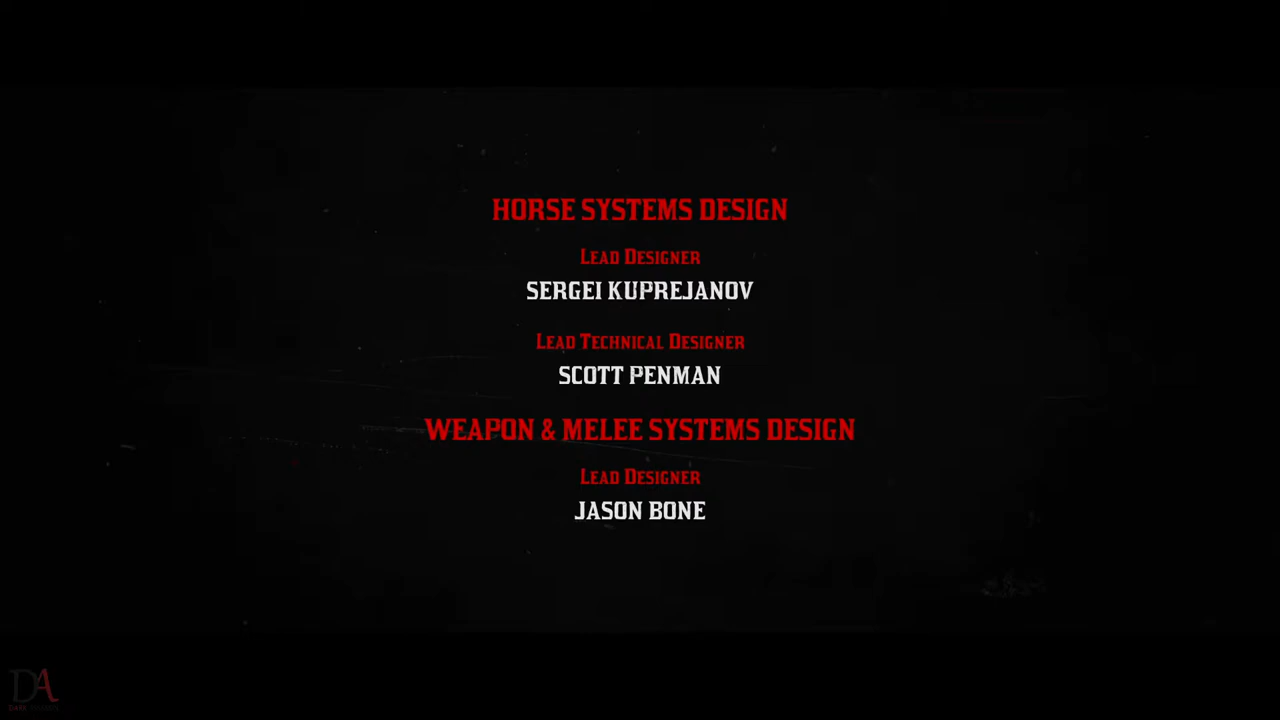 HORSE SYSTEMS DESIGN
LEAD DESIGNER
SERGEI KUPREJANOV
LEAD TECHNICAL DESIGNER
SCOTT PENMAN
WEAPON & MELEE SYSTEMS DESIGN
LEAD DESIGNER
JASON BONE
DA